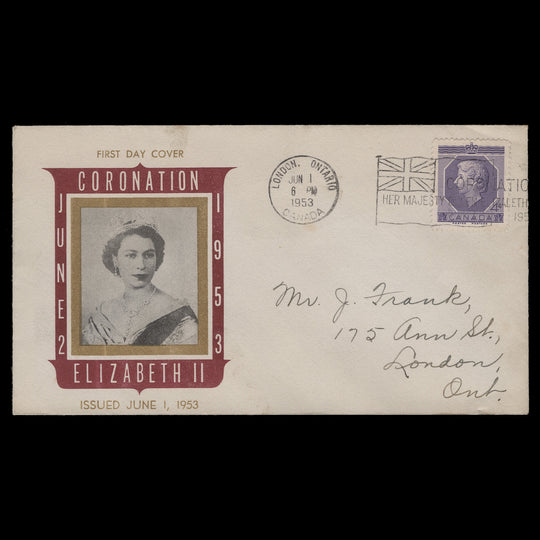 FIRST DAY COVER
CORONATION
JUNE 2
1953
ELIZABETH II
ISSUED JUNE 1, 1953
LONDON, ONTARIO
JUN 1
6 PM
1953
CANADA
HER MAJESTY
CANADA
4
Mr. J. Frank,
175 Ann St.,
London,
Ont.